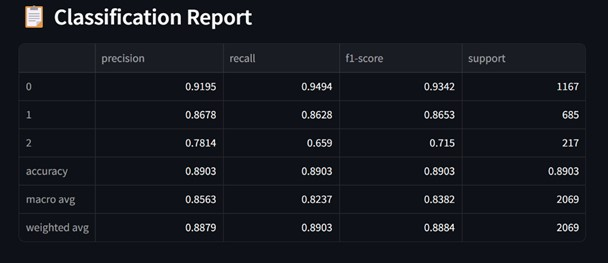 Classification Report
precision recall f1-score support
0 0.9195 0.9494 0.9342 1167
1 0.8678 0.8628 0.8653 685
2 0.7814 0.659 0.715 217
accuracy 0.8903 0.8903 0.8903 0.8903
macro avg 0.8563 0.8237 0.8382 2069
weighted avg 0.8879 0.8903 0.8884 2069